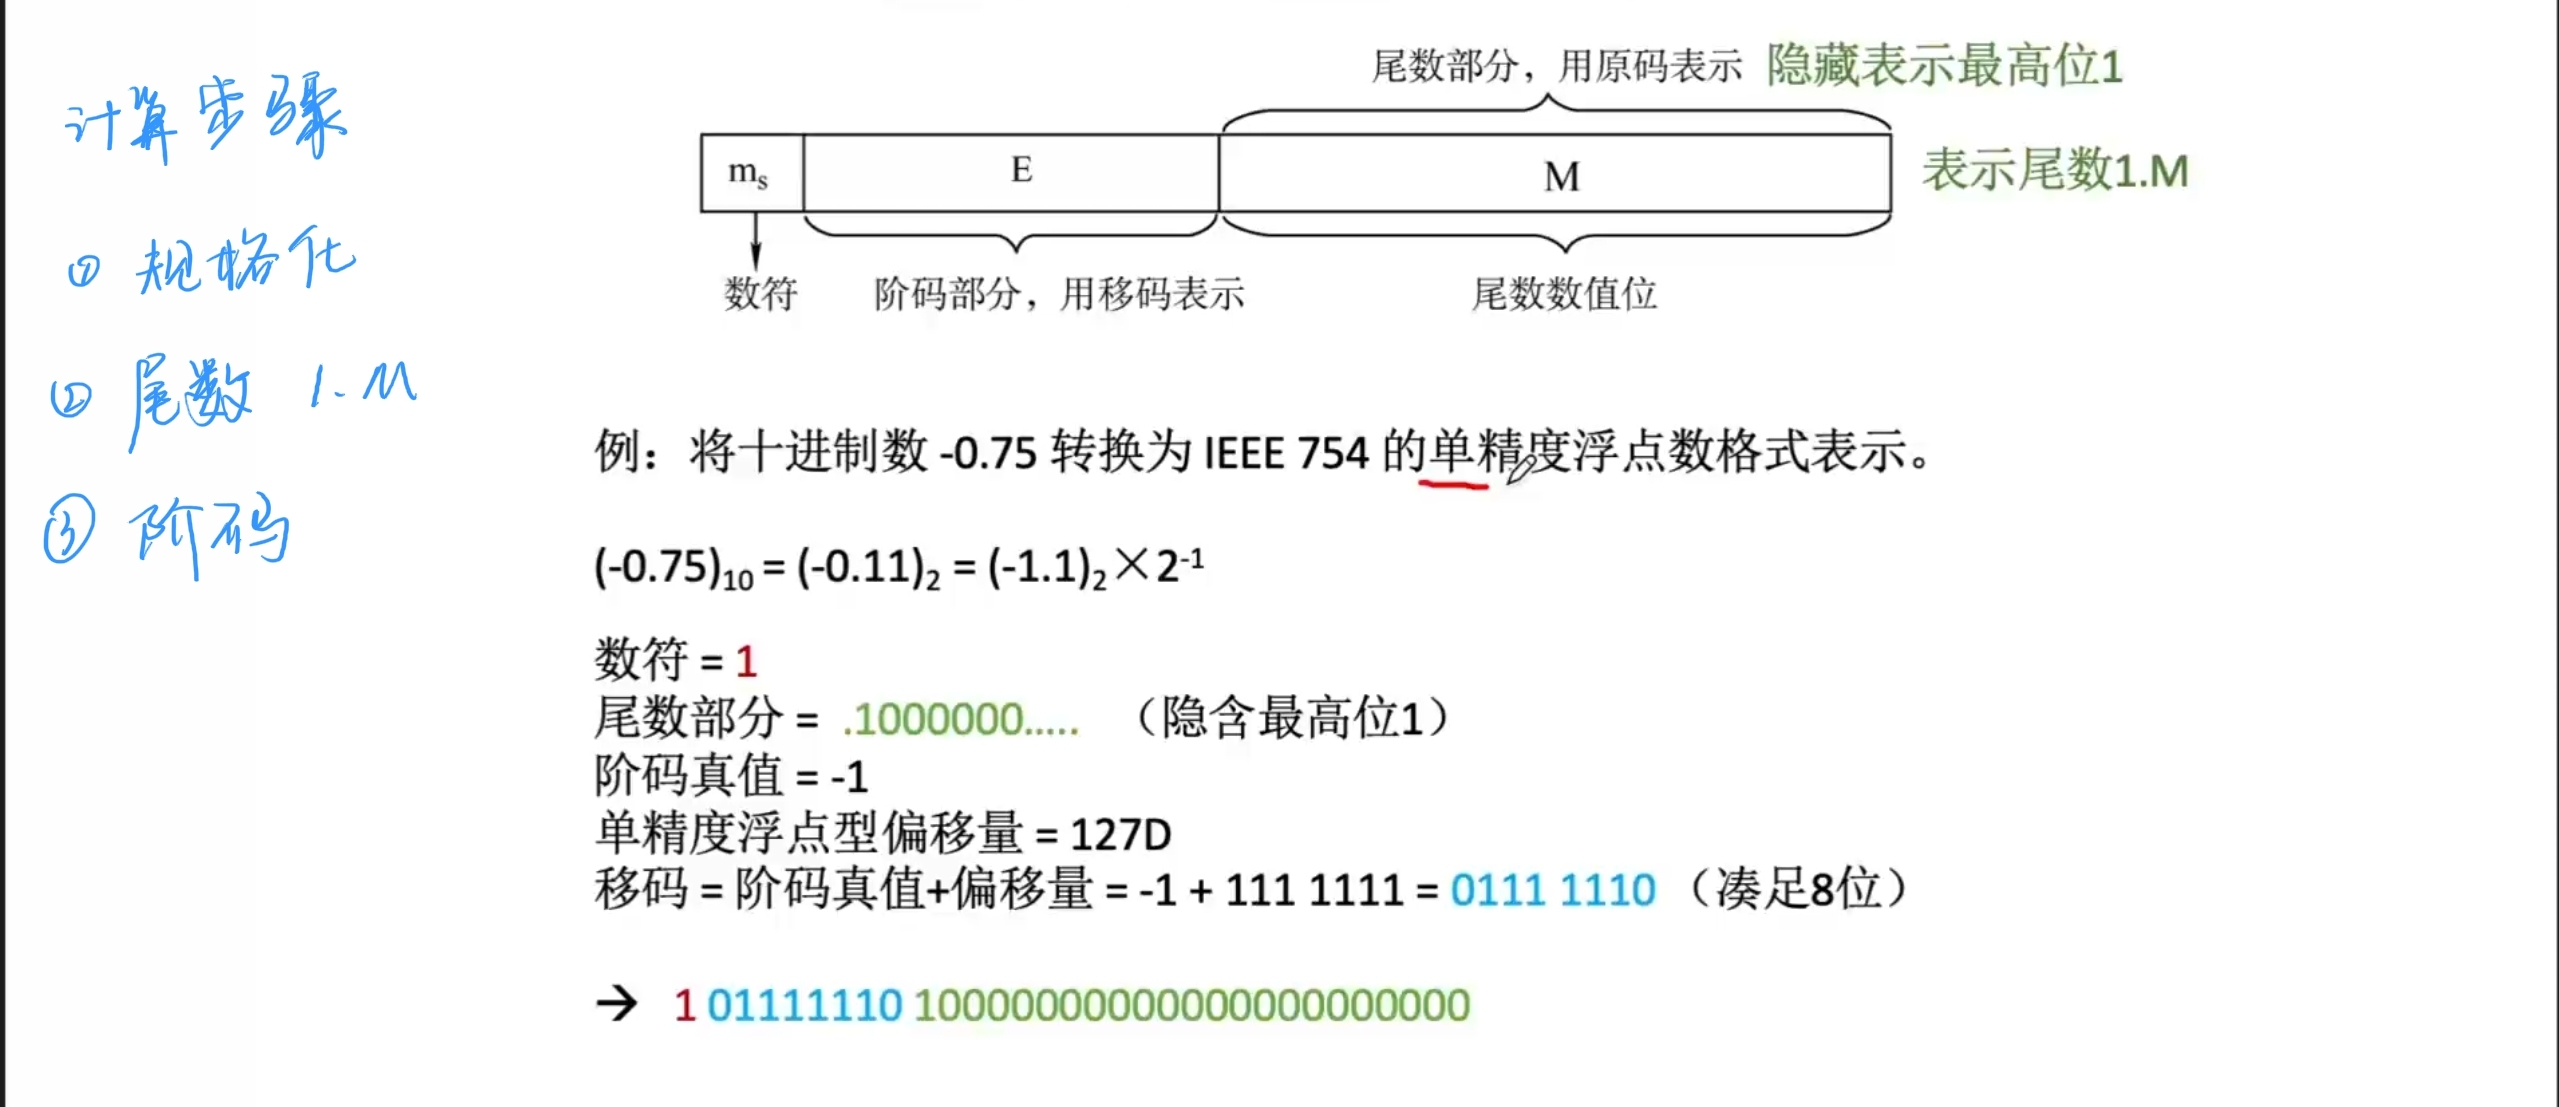 计算步骤
① 规格化
② 尾数 1.M
③ 阶码
尾数部分，用原码表示 隐藏表示最高位1
mₛ E M 表示尾数1.M
数符 阶码部分，用移码表示 尾数数值位
例：将十进制数 -0.75 转换为 IEEE 754 的单精度浮点数格式表示。
(-0.75)₁₀ = (-0.11)₂ = (-1.1)₂×2⁻¹
数符 = 1
尾数部分 = .1000000..... （隐含最高位1）
阶码真值 = -1
单精度浮点型偏移量 = 127D
移码 = 阶码真值+偏移量 = -1 + 111 1111 = 0111 1110（凑足8位）
→ 1 01111110 10000000000000000000000